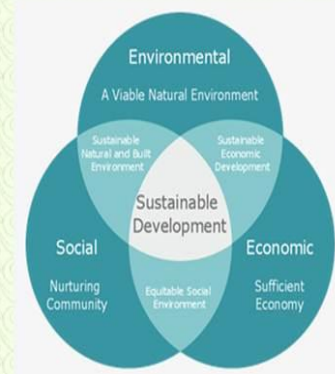 Environmental
A Viable Natural Environment
Sustainable
Natural and Built
Environment
Sustainable
Economic
Development
Sustainable
Development
Social
Nurturing
Community
Equitable Social
Environment
Economic
Sufficient
Economy